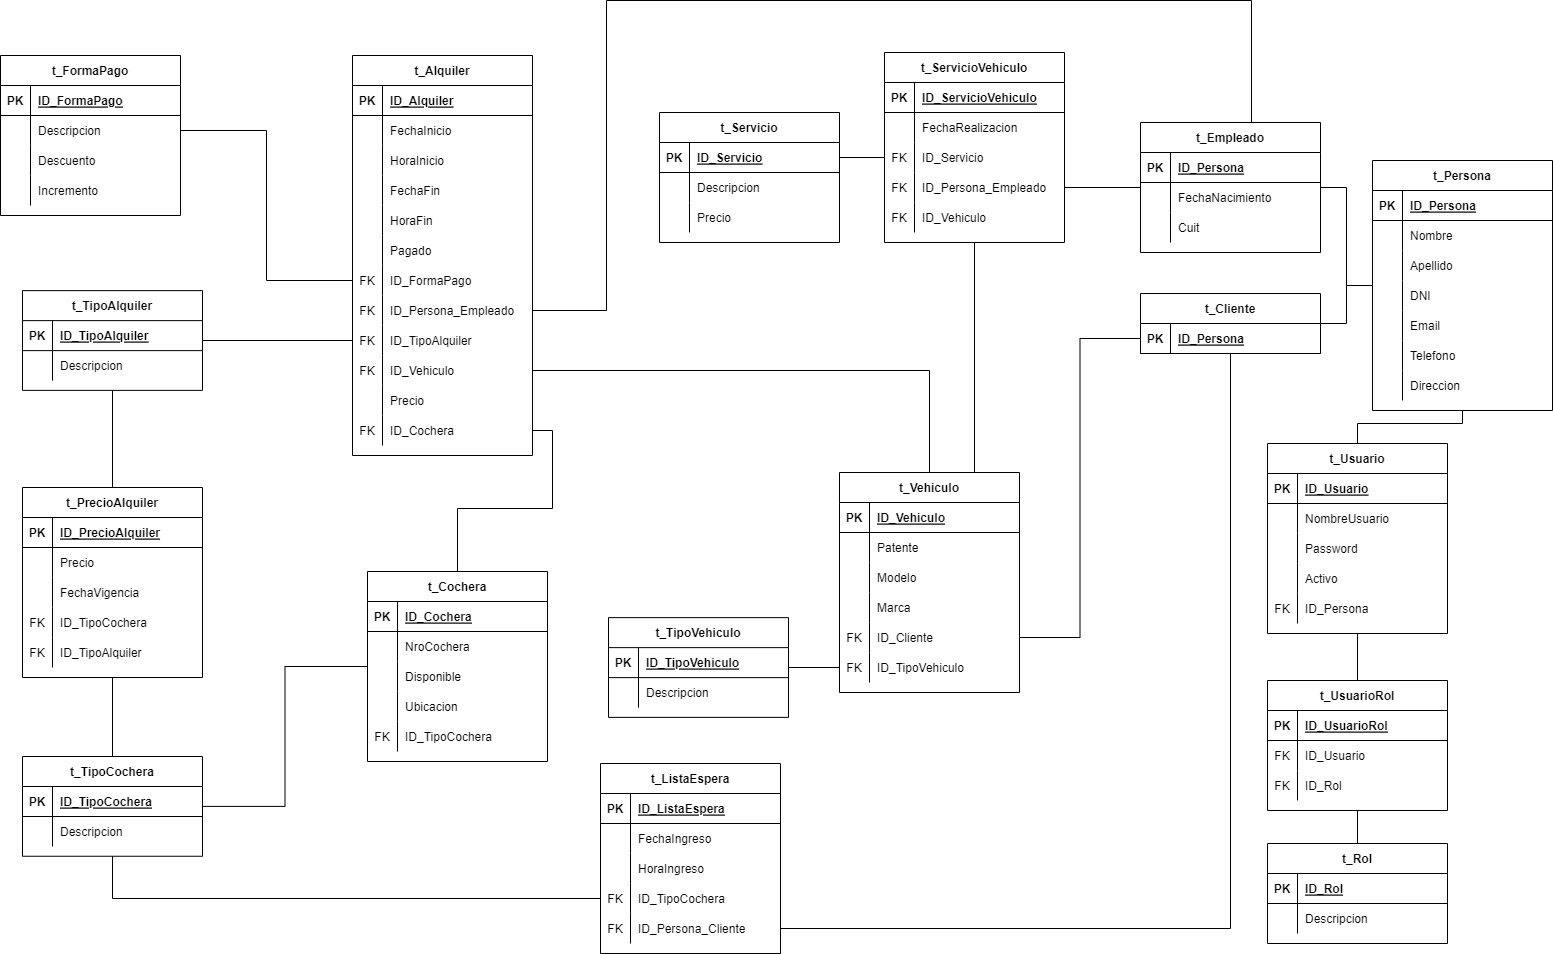 t_FormaPago
PK ID_FormaPago
Descripcion
Descuento
Incremento
t_Alquiler
PK ID_Alquiler
FechaInicio
HoraInicio
FechaFin
HoraFin
Pagado
FK ID_FormaPago
FK ID_Persona_Empleado
FK ID_TipoAlquiler
FK ID_Vehiculo
Precio
FK ID_Cochera
t_Servicio
PK ID_Servicio
Descripcion
Precio
t_ServicioVehiculo
PK ID_ServicioVehiculo
FechaRealizacion
FK ID_Servicio
FK ID_Persona_Empleado
FK ID_Vehiculo
t_Empleado
PK ID_Persona
FechaNacimiento
Cuit
t_Persona
PK ID_Persona
Nombre
Apellido
DNI
Email
Telefono
Direccion
t_TipoAlquiler
PK ID_TipoAlquiler
Descripcion
t_Cliente
PK ID_Persona
t_PrecioAlquiler
PK ID_PrecioAlquiler
Precio
FechaVigencia
FK ID_TipoCochera
FK ID_TipoAlquiler
t_Cochera
PK ID_Cochera
NroCochera
Disponible
Ubicacion
FK ID_TipoCochera
t_TipoVehiculo
PK ID_TipoVehiculo
Descripcion
t_Vehiculo
PK ID_Vehiculo
Patente
Modelo
Marca
FK ID_Cliente
FK ID_TipoVehiculo
t_Usuario
PK ID_Usuario
NombreUsuario
Password
Activo
FK ID_Persona
t_UsuarioRol
PK ID_UsuarioRol
FK ID_Usuario
FK ID_Rol
t_TipoCochera
PK ID_TipoCochera
Descripcion
t_ListaEspera
PK ID_ListaEspera
FechaIngreso
HoraIngreso
FK ID_TipoCochera
FK ID_Persona_Cliente
t_Rol
PK ID_Rol
Descripcion